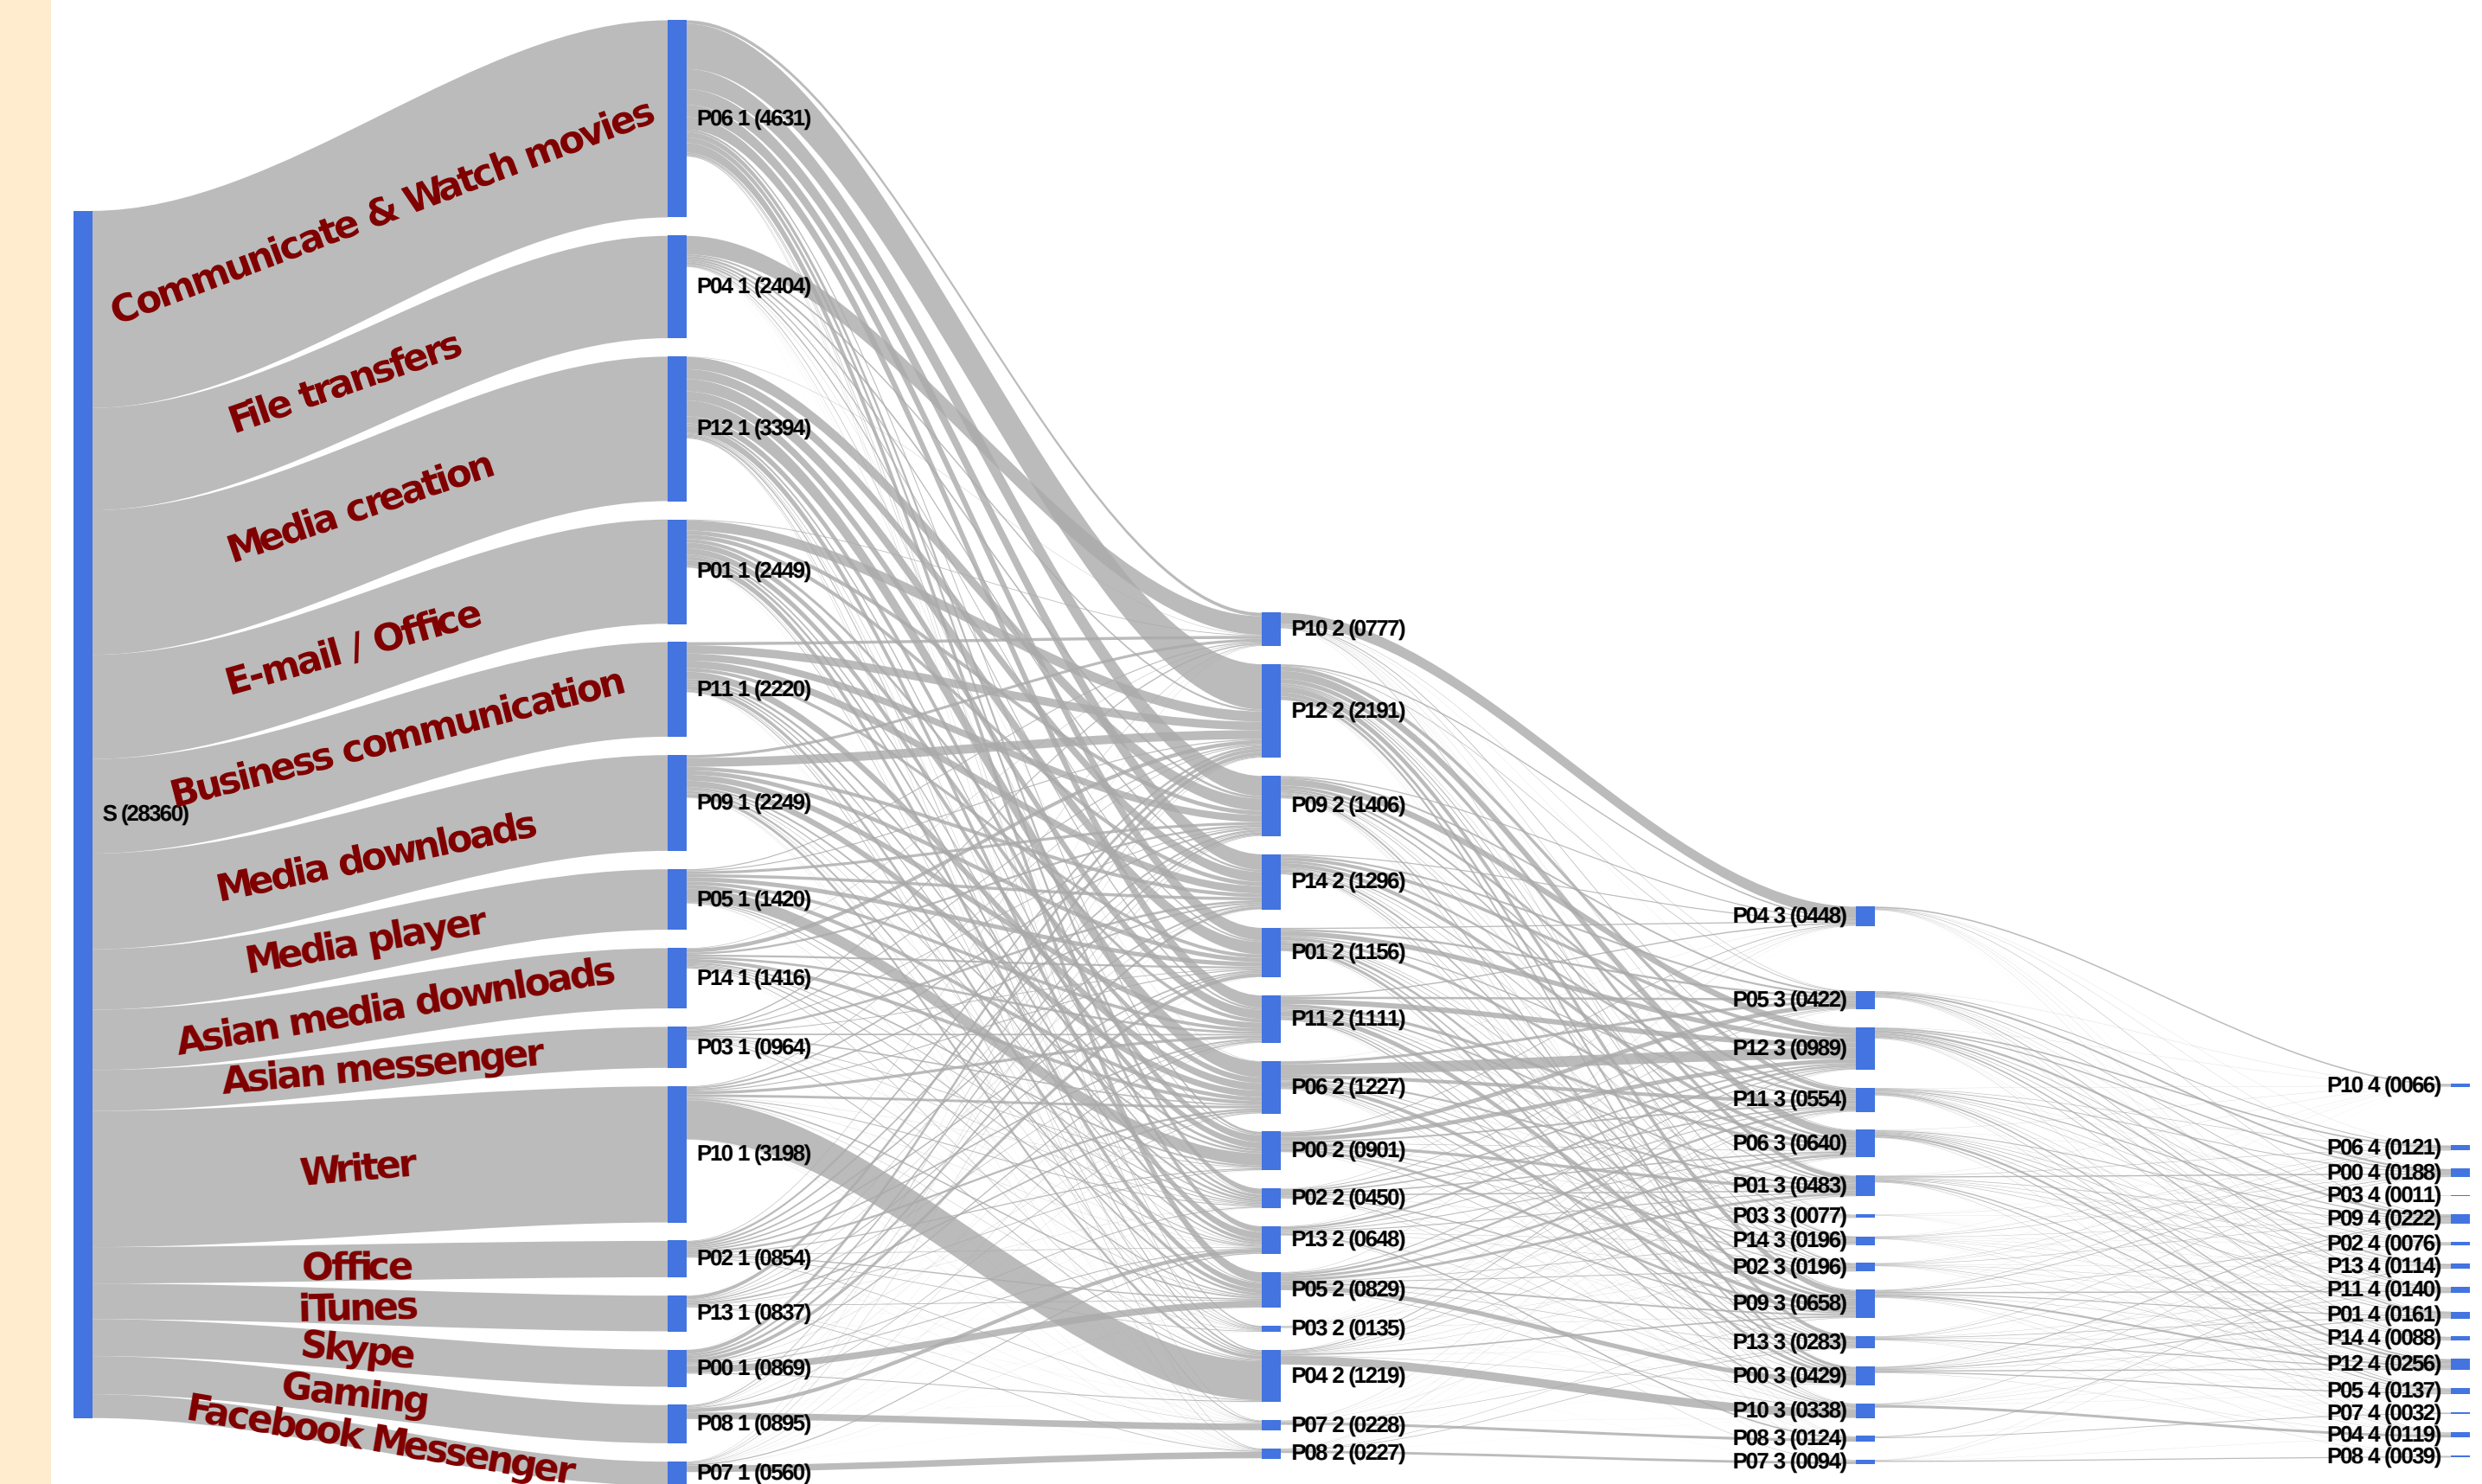 S (28360)
Communicate & Watch movies
File transfers
Media creation
E-mail / Office
Business communication
Media downloads
Media player
Asian media downloads
Asian messenger
Writer
Office
iTunes
Skype
Gaming
Facebook Messenger
P06 1 (4631)
P04 1 (2404)
P12 1 (3394)
P01 1 (2449)
P11 1 (2220)
P09 1 (2249)
P05 1 (1420)
P14 1 (1416)
P03 1 (0964)
P10 1 (3198)
P02 1 (0854)
P13 1 (0837)
P00 1 (0869)
P08 1 (0895)
P07 1 (0560)
P10 2 (0777)
P12 2 (2191)
P09 2 (1406)
P14 2 (1296)
P01 2 (1156)
P11 2 (1111)
P06 2 (1227)
P00 2 (0901)
P02 2 (0450)
P13 2 (0648)
P05 2 (0829)
P03 2 (0135)
P04 2 (1219)
P07 2 (0228)
P08 2 (0227)
P04 3 (0448)
P05 3 (0422)
P12 3 (0989)
P11 3 (0554)
P06 3 (0640)
P01 3 (0483)
P03 3 (0077)
P14 3 (0196)
P02 3 (0196)
P09 3 (0658)
P13 3 (0283)
P00 3 (0429)
P10 3 (0338)
P08 3 (0124)
P07 3 (0094)
P10 4 (0066)
P06 4 (0121)
P00 4 (0188)
P03 4 (0011)
P09 4 (0222)
P02 4 (0076)
P13 4 (0114)
P11 4 (0140)
P01 4 (0161)
P14 4 (0088)
P12 4 (0256)
P05 4 (0137)
P07 4 (0032)
P04 4 (0119)
P08 4 (0039)